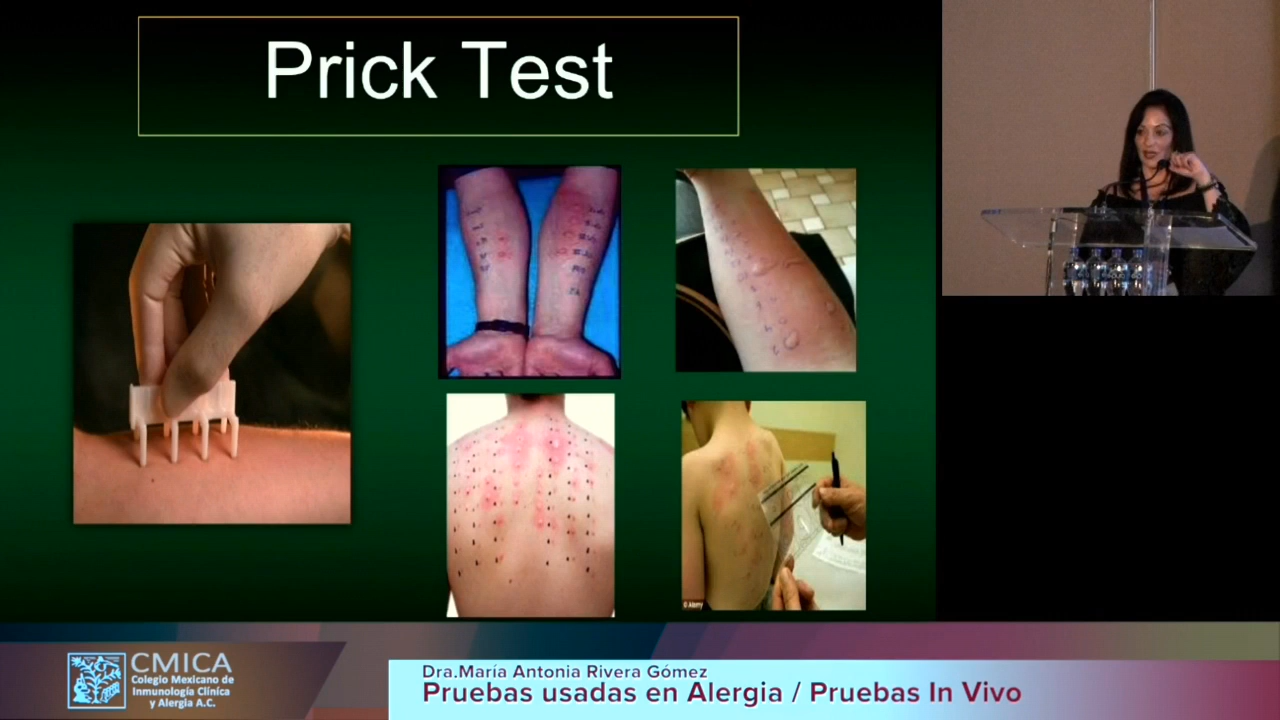 Prick Test
© Alamy
CMICA
Colegio Mexicano de
Inmunología Clínica
y Alergia A.C.
Dra.María Antonia Rivera Gómez
Pruebas usadas en Alergia / Pruebas In Vivo